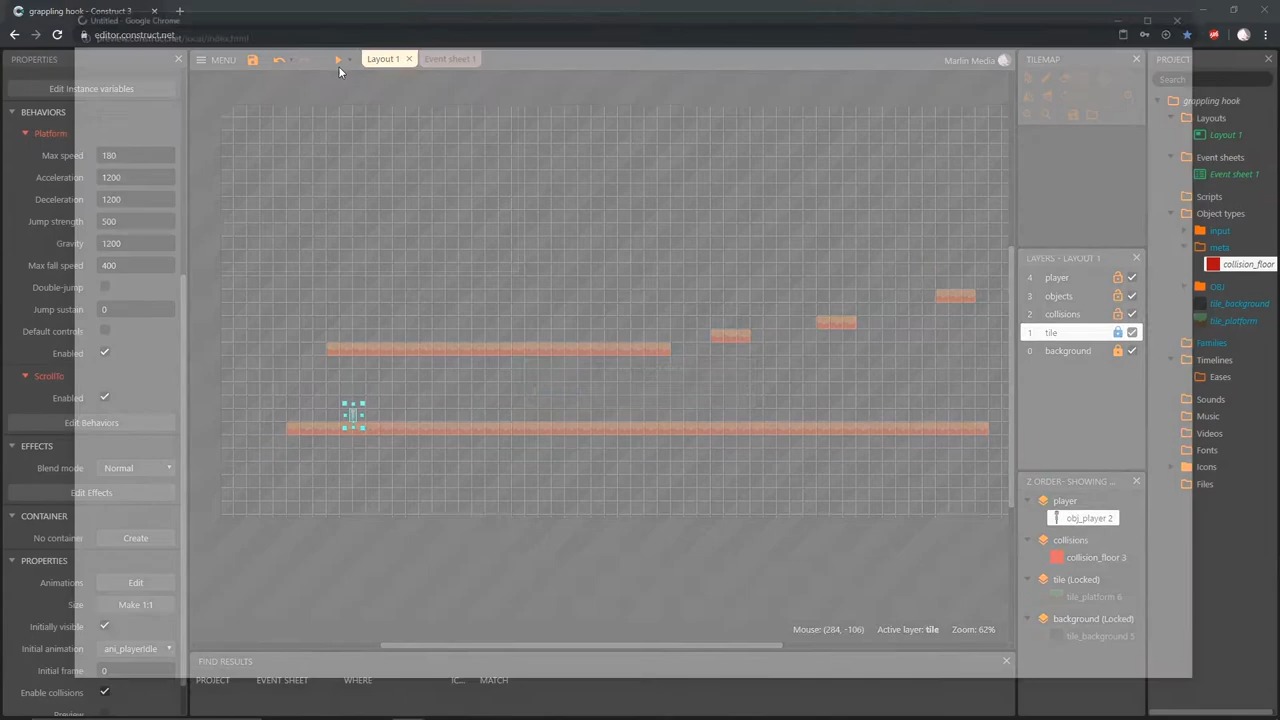 grappling hook - Construct 3
Untitled - Google Chrome
editor.construct.net
PROPERTIES
Edit Instance variables
BEHAVIORS
Platform
Max speed 180
Acceleration 1200
Deceleration 1200
Jump strength 500
Gravity 1200
Max fall speed 400
Double-jump
Jump sustain 0
Default controls
Enabled
ScrollTo
Enabled
Edit Behaviors
EFFECTS
Blend mode Normal
Edit Effects
CONTAINER
No container Create
PROPERTIES
Animations Edit
Size Make 1:1
Initially visible
Initial animation ani_playerIdle
Initial frame 0
Enable collisions
Preview
MENU
Layout 1
Event sheet 1
Marlin Media
Mouse: (284, -106) Active layer: tile Zoom: 62%
FIND RESULTS
PROJECT EVENT SHEET WHERE IC... MATCH
TILEMAP
LAYERS - LAYOUT 1
4 player
3 objects
2 collisions
1 tile
0 background
Z ORDER - SHOWING ...
player
obj_player 2
collisions
collision_floor 3
tile (Locked)
tile_platform 6
background (Locked)
tile_background 5
PROJECT
Search
grappling hook
Layouts
Layout 1
Event sheets
Event sheet 1
Scripts
Object types
input
meta
collision_floor
OBJ
tile_background
tile_platform
Families
Timelines
Eases
Sounds
Music
Videos
Fonts
Icons
Files